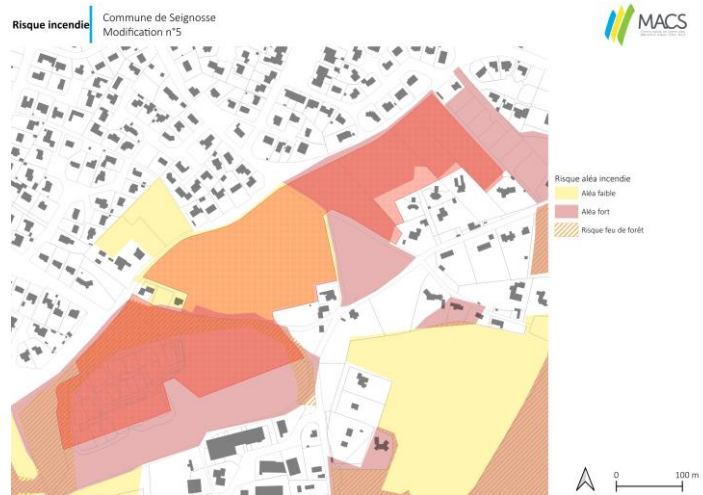 Risque incendie
Commune de Seignosse
Modification n°5
MACS
Risque aléa incendie
Aléa faible
Aléa fort
Risque feu de forêt
0 100 m